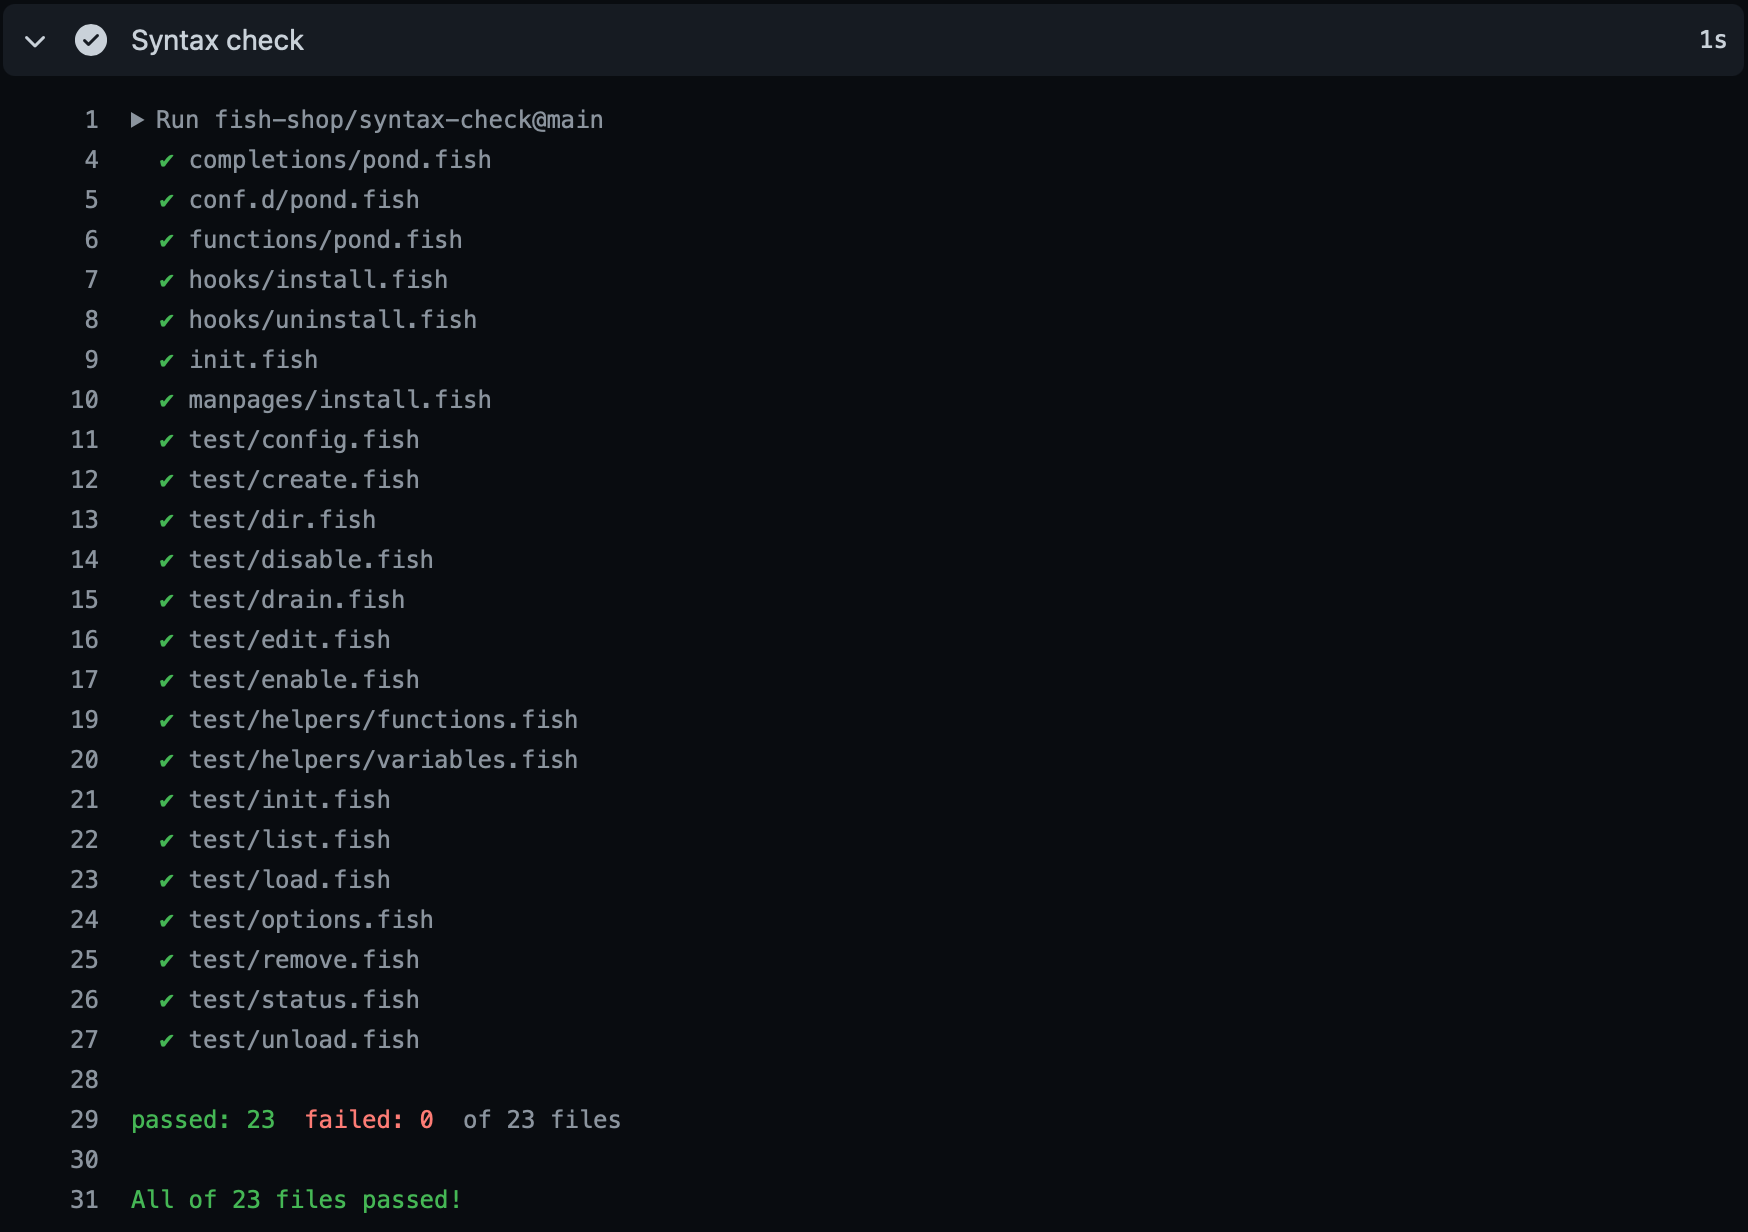 Syntax check 1s
1 ▶ Run fish-shop/syntax-check@main
4 ✔ completions/pond.fish
5 ✔ conf.d/pond.fish
6 ✔ functions/pond.fish
7 ✔ hooks/install.fish
8 ✔ hooks/uninstall.fish
9 ✔ init.fish
10 ✔ manpages/install.fish
11 ✔ test/config.fish
12 ✔ test/create.fish
13 ✔ test/dir.fish
14 ✔ test/disable.fish
15 ✔ test/drain.fish
16 ✔ test/edit.fish
17 ✔ test/enable.fish
19 ✔ test/helpers/functions.fish
20 ✔ test/helpers/variables.fish
21 ✔ test/init.fish
22 ✔ test/list.fish
23 ✔ test/load.fish
24 ✔ test/options.fish
25 ✔ test/remove.fish
26 ✔ test/status.fish
27 ✔ test/unload.fish
28
29 passed: 23 failed: 0 of 23 files
30
31 All of 23 files passed!